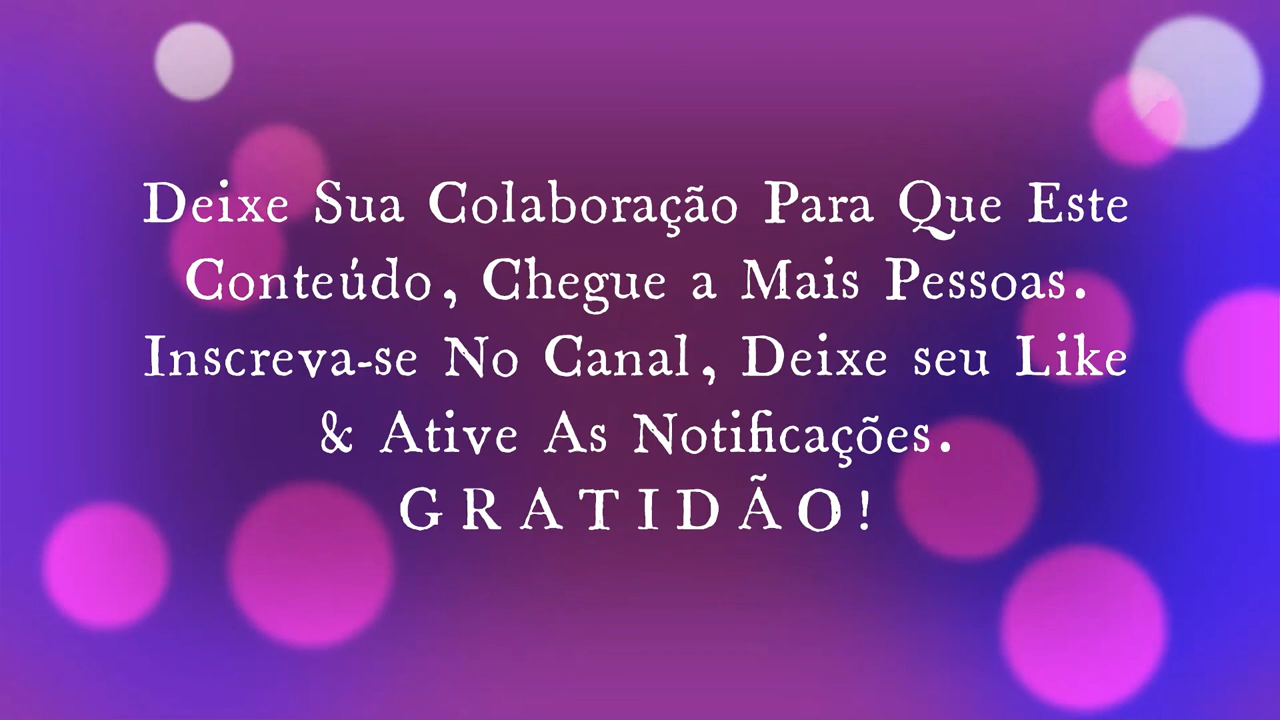 Deixe Sua Colaboração Para Que Este
Conteúdo, Chegue a Mais Pessoas.
Inscreva-se No Canal, Deixe seu Like
& Ative As Notificações.
GRATIDÃO!